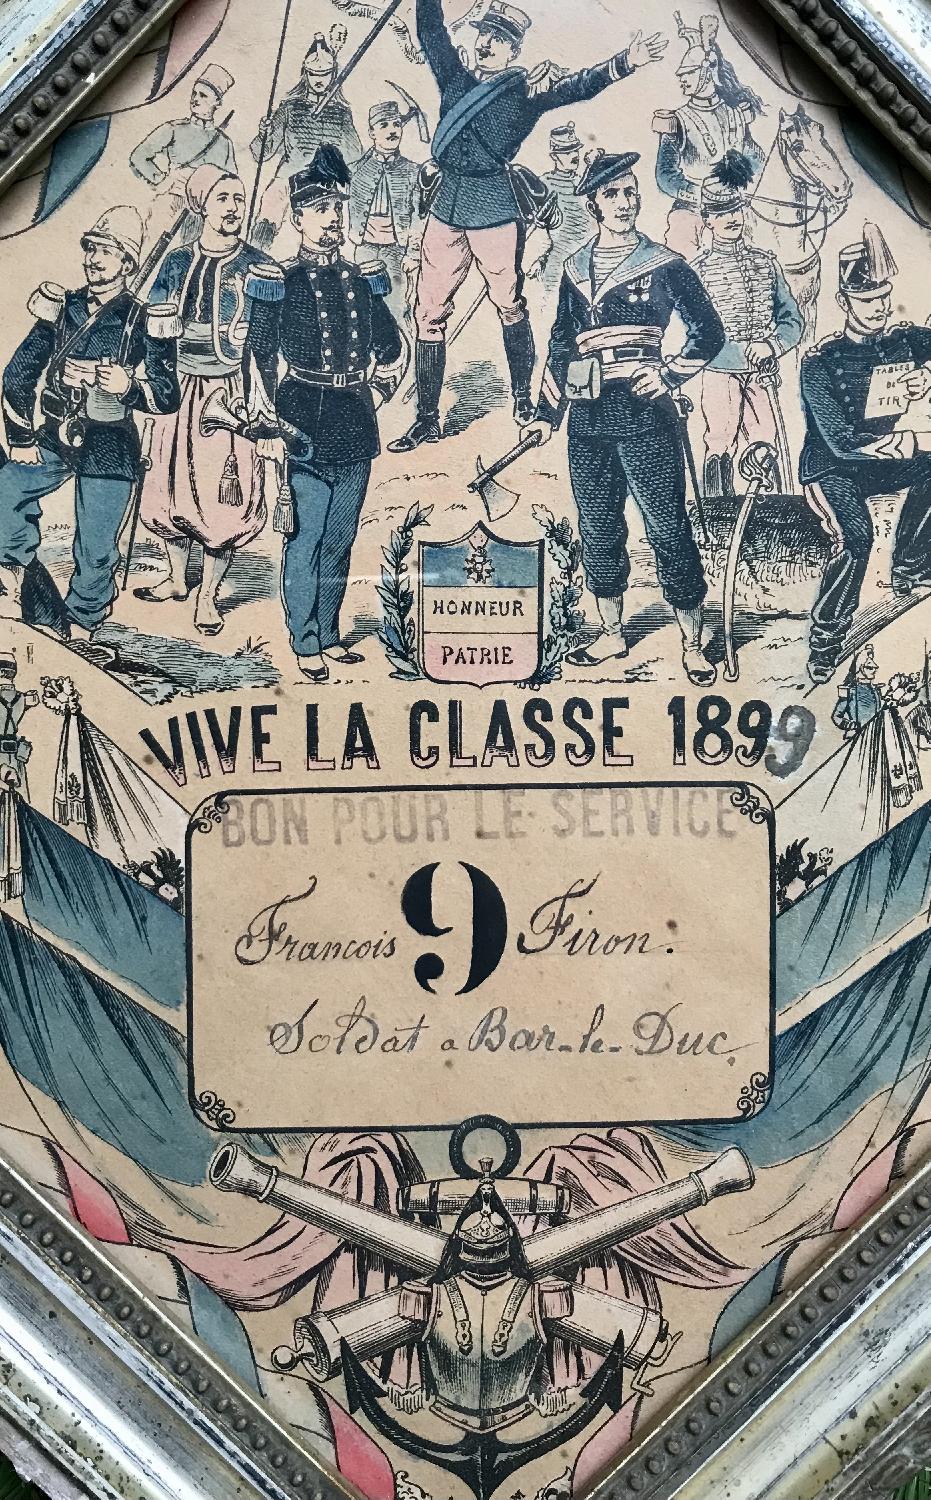 TABLES
DE
TIR
HONNEUR
PATRIE
VIVE LA CLASSE 1899
BON POUR LE SERVICE
Francois 9 Firon.
Soldat a Bar-le-Duc.